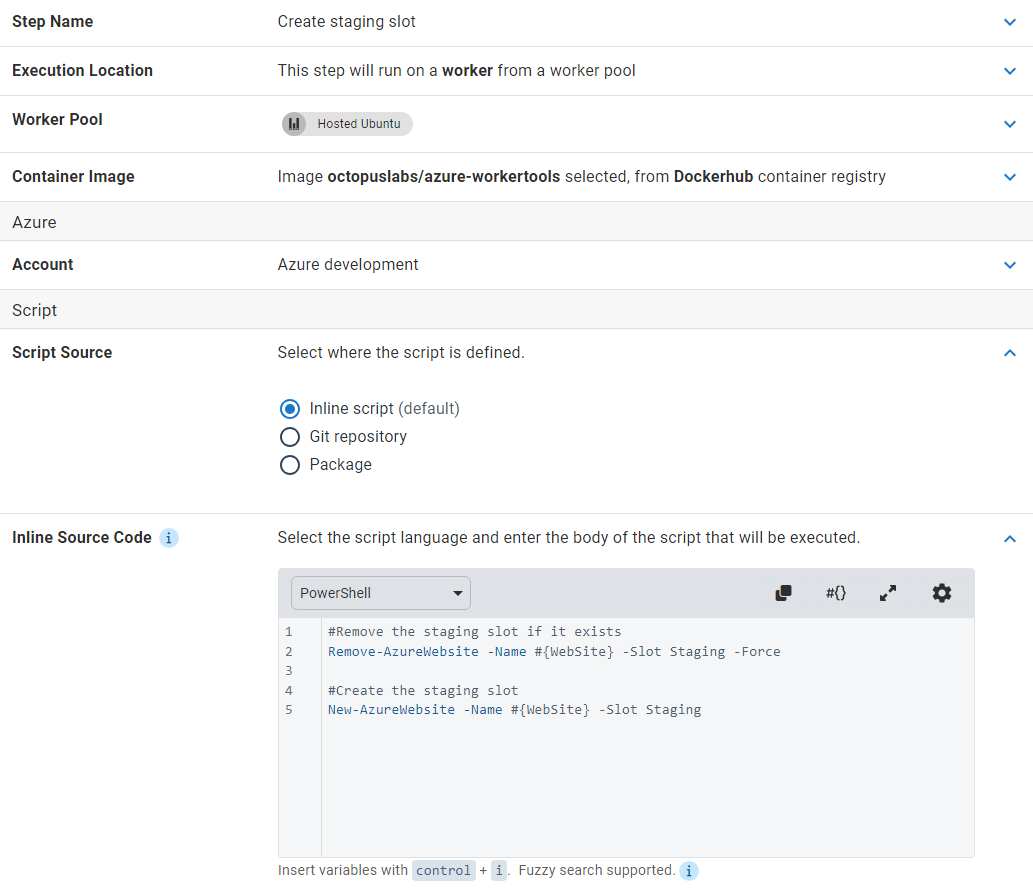 Step Name Create staging slot
Execution Location This step will run on a worker from a worker pool
Worker Pool Hosted Ubuntu
Container Image Image octopuslabs/azure-workertools selected, from Dockerhub container registry
Azure
Account Azure development
Script
Script Source Select where the script is defined.
Inline script (default)
Git repository
Package
Inline Source Code i Select the script language and enter the body of the script that will be executed.
PowerShell #{}
1 #Remove the staging slot if it exists
2 Remove-AzureWebsite -Name #{WebSite} -Slot Staging -Force
3
4 #Create the staging slot
5 New-AzureWebsite -Name #{WebSite} -Slot Staging
Insert variables with control + i. Fuzzy search supported. i